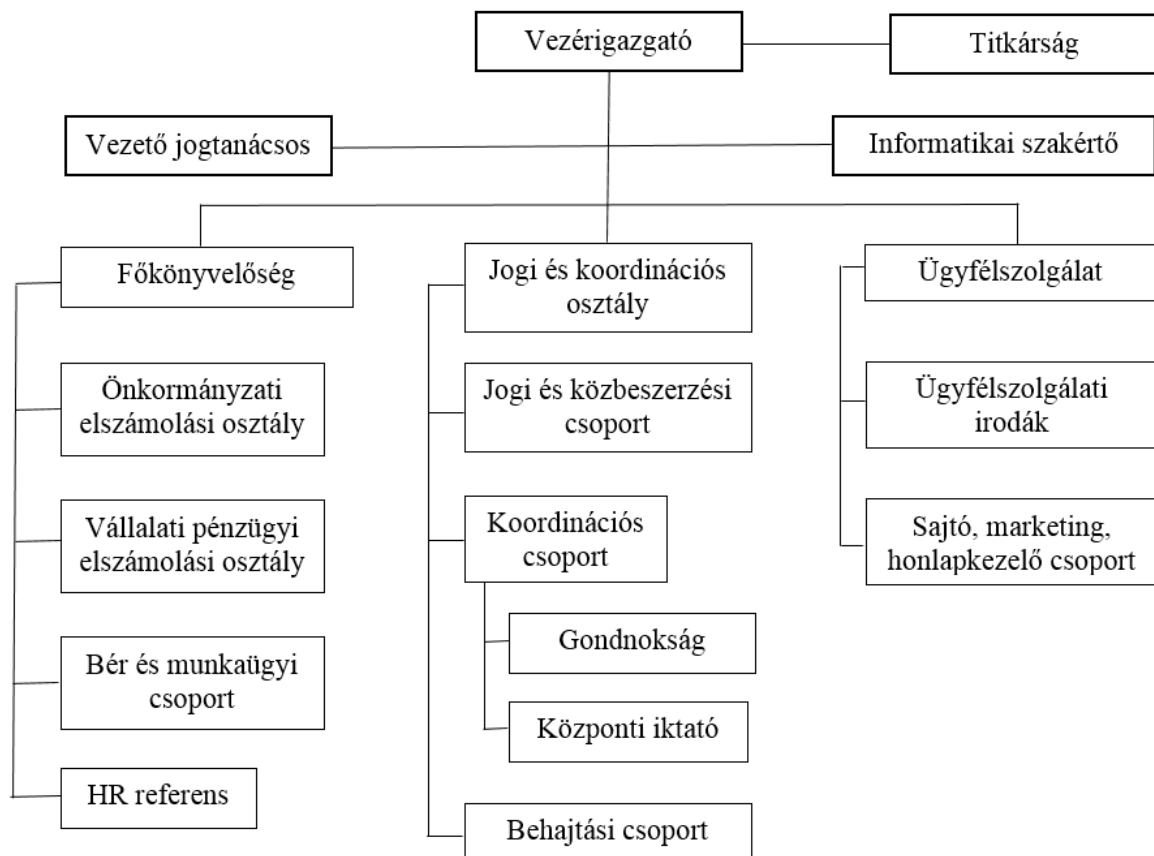 Vezérigazgató
Titkárság
Vezető jogtanácsos
Informatikai szakértő
Főkönyvelőség
Önkormányzati
elszámolási osztály
Vállalati pénzügyi
elszámolási osztály
Bér és munkaügyi
csoport
HR referens
Jogi és koordinációs
osztály
Jogi és közbeszerzési
csoport
Koordinációs
csoport
Gondnokság
Központi iktató
Behajtási csoport
Ügyfélszolgálat
Ügyfélszolgálati
irodák
Sajtó, marketing,
honlapkezelő csoport